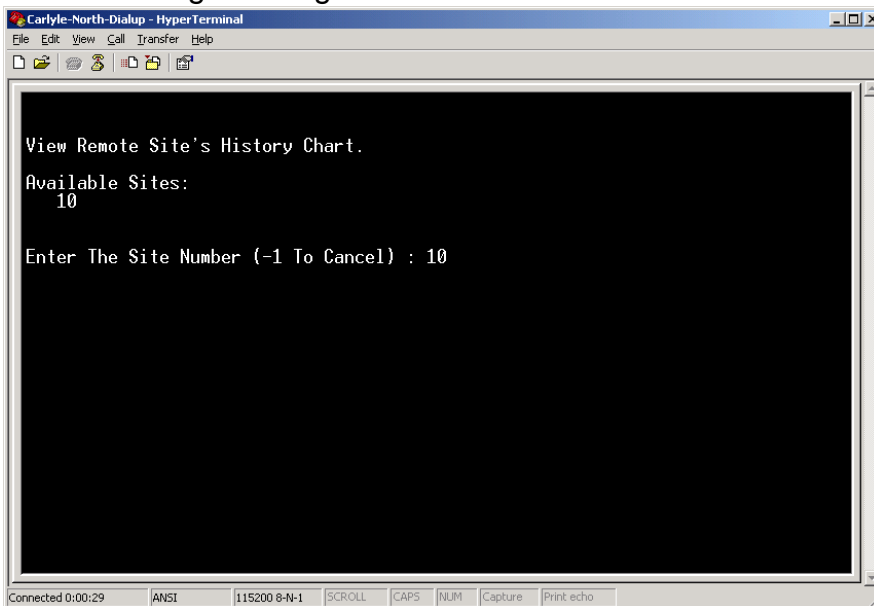 Carlyle-North-Dialup - HyperTerminal
File Edit View Call Transfer Help
View Remote Site's History Chart.
Available Sites:
10
Enter The Site Number (-1 To Cancel) : 10
Connected 0:00:29 ANSI 115200 8-N-1 SCROLL CAPS NUM Capture Print echo